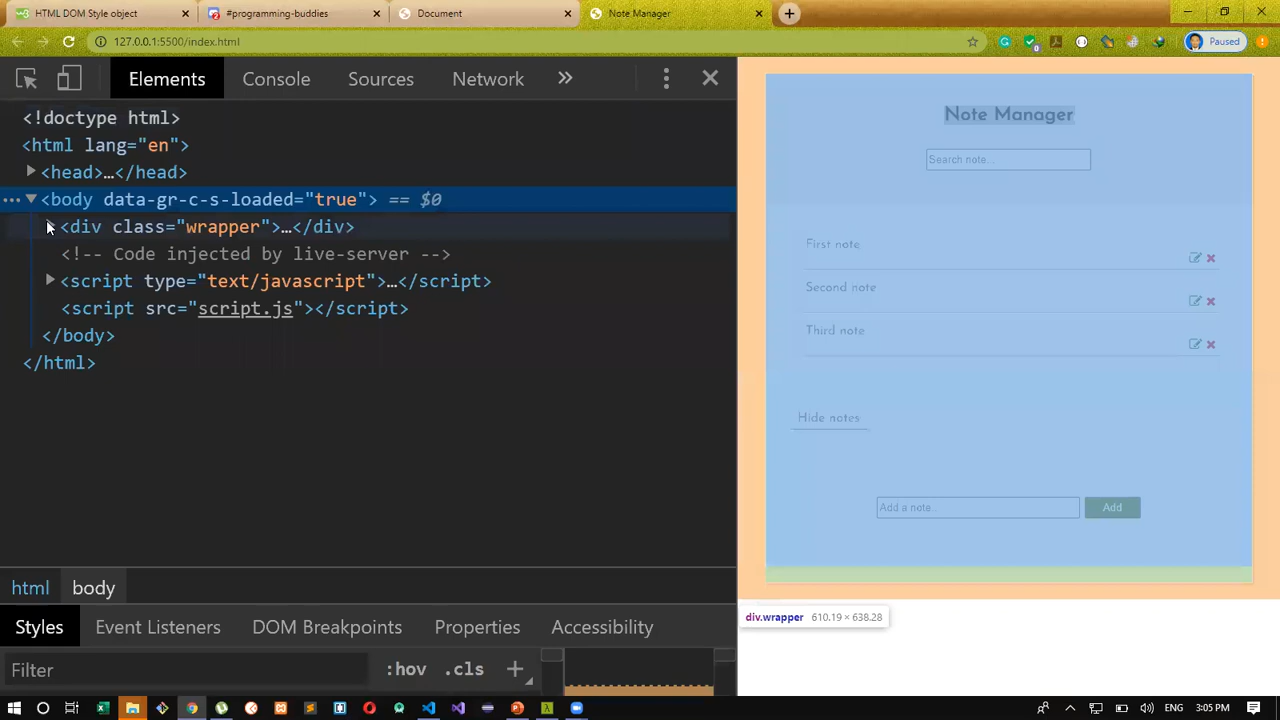 HTML DOM Style object
#programming-buddies
Document
Note Manager
127.0.0.1:5500/index.html
Paused
Elements
Console
Sources
Network
<!doctype html>
<html lang="en">
<head>…</head>
<body data-gr-c-s-loaded="true"> == $0
<div class="wrapper">…</div>
<!-- Code injected by live-server -->
<script type="text/javascript">…</script>
<script src="script.js"></script>
</body>
</html>
html
body
Styles
Event Listeners
DOM Breakpoints
Properties
Accessibility
Filter
:hov
.cls
Note Manager
Search note...
First note
Second note
Third note
Hide notes
Add a note..
Add
div.wrapper 610.19 × 638.28
ENG
3:05 PM